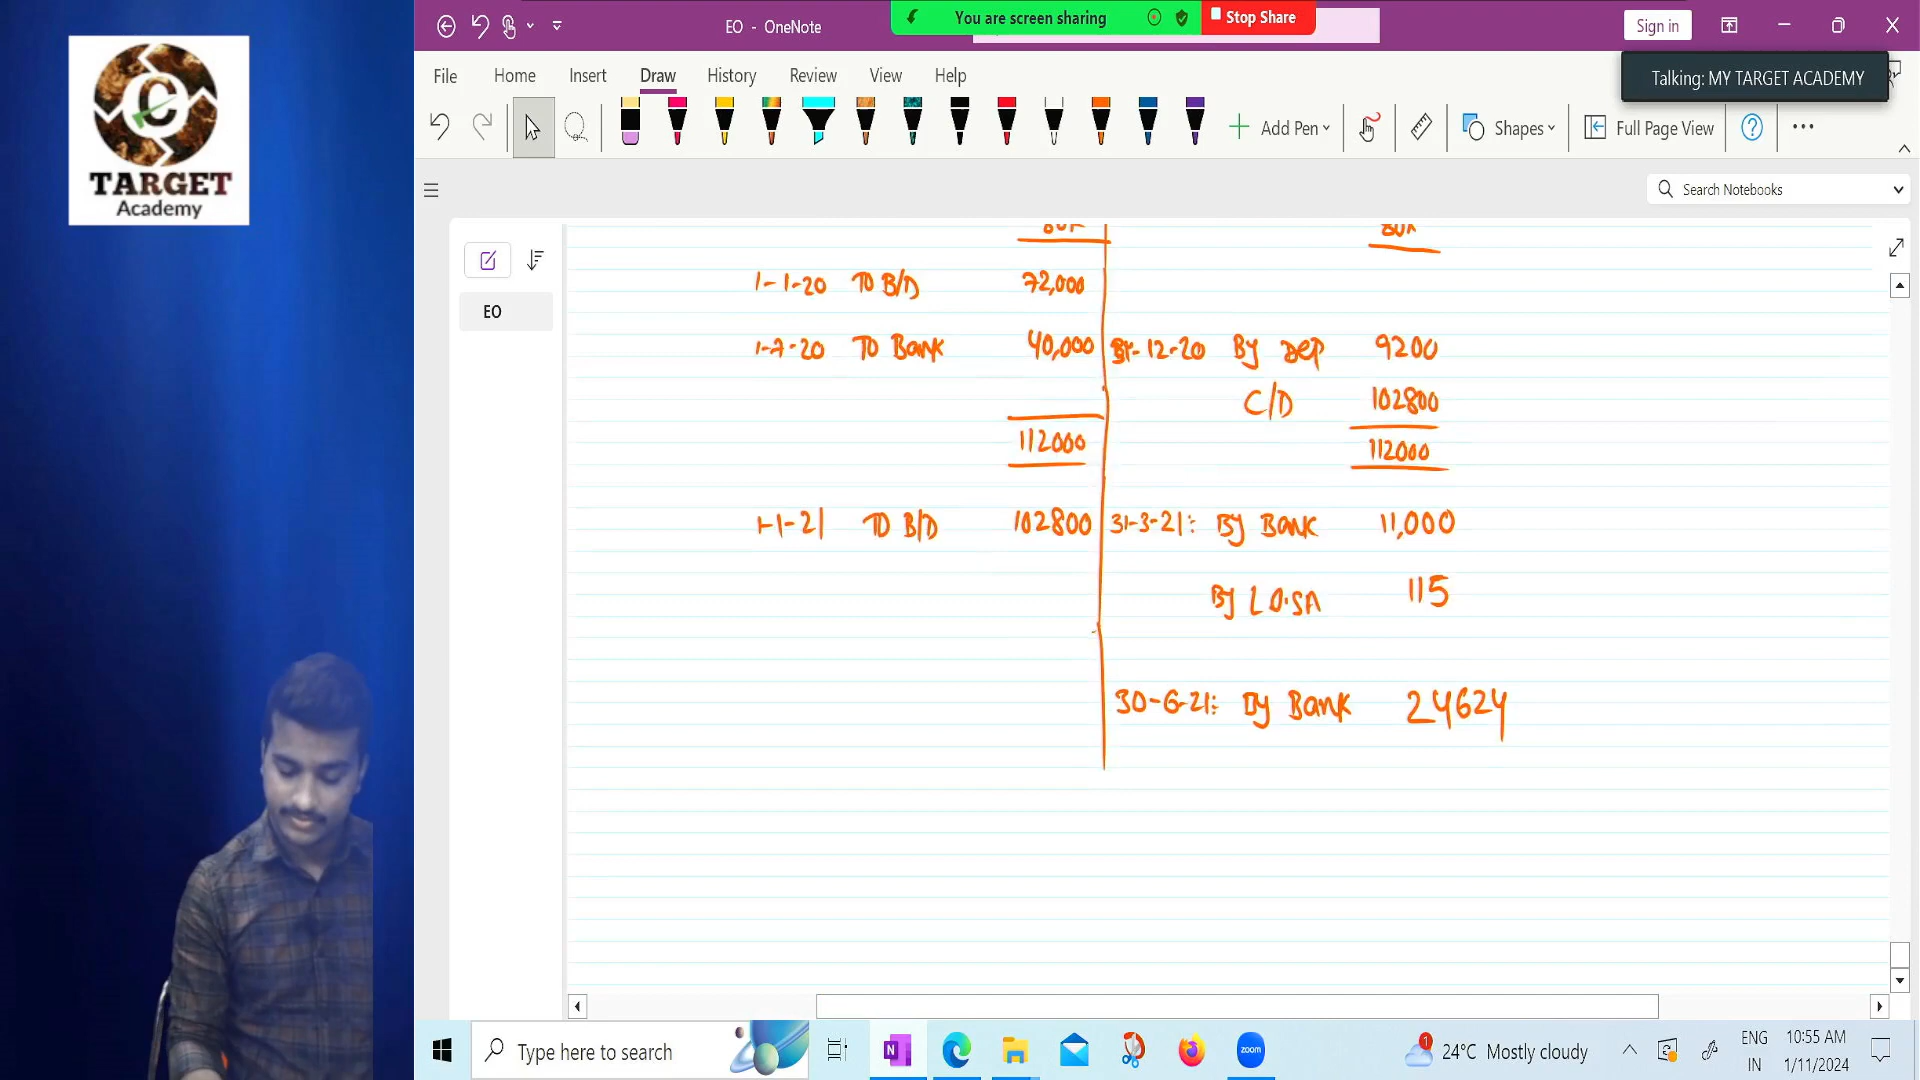 TARGET
Academy
EO - OneNote
You are screen sharing
Stop Share
Sign in
File Home Insert Draw History Review View Help
Talking: MY TARGET ACADEMY
Add Pen
Shapes
Full Page View
Search Notebooks
EO
1-1-20 TO B/D 72,000
1-7-20 TO Bank 40,000 31-12-20 By Dep 9200
C/D 102800
112000 112000
1-1-21 TO B/D 102800 31-3-21: By Bank 11,000
By LO.SA 115
30-6-21: By Bank 24624
Type here to search
zoom
1
24°C Mostly cloudy
ENG
IN
10:55 AM
1/11/2024